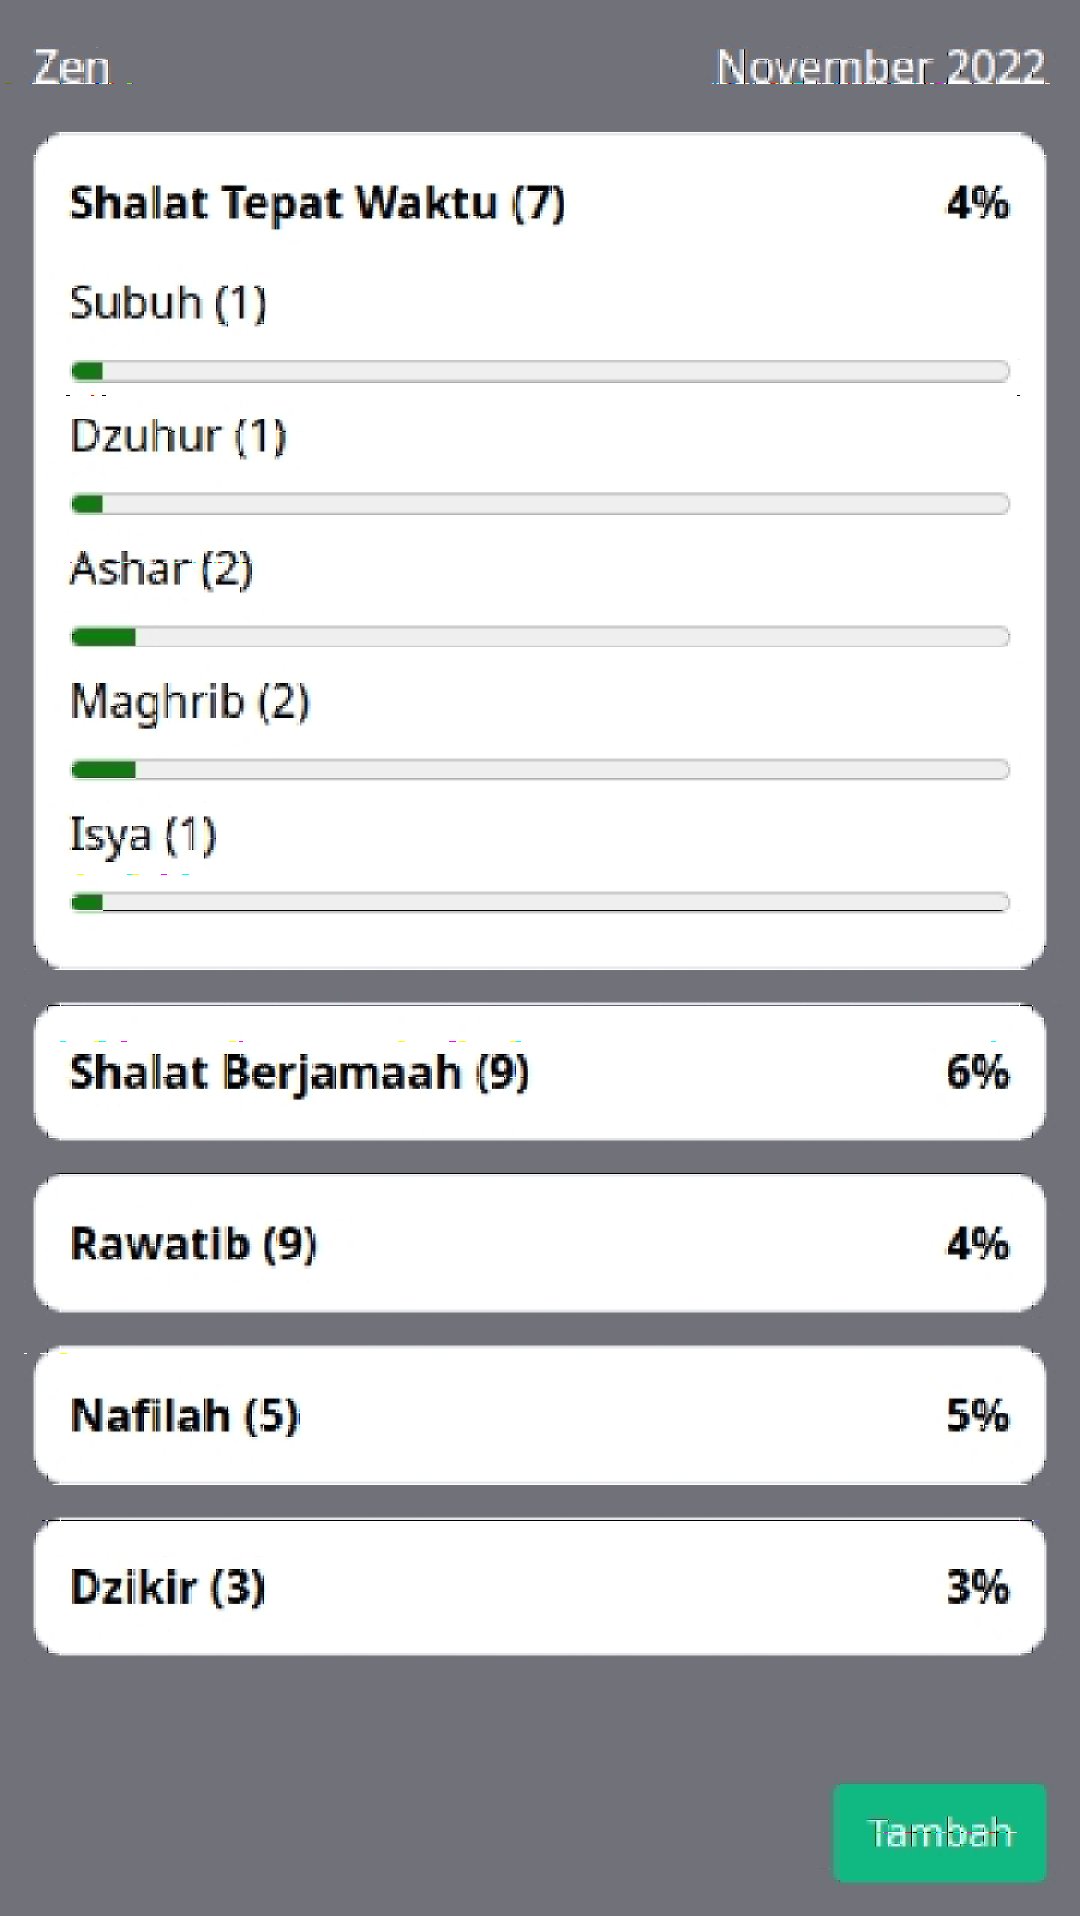 Zen November 2022
Shalat Tepat Waktu (7) 4%
Subuh (1)
Dzuhur (1)
Ashar (2)
Maghrib (2)
Isya (1)
Shalat Berjamaah (9) 6%
Rawatib (9) 4%
Nafilah (5) 5%
Dzikir (3) 3%
Tambah